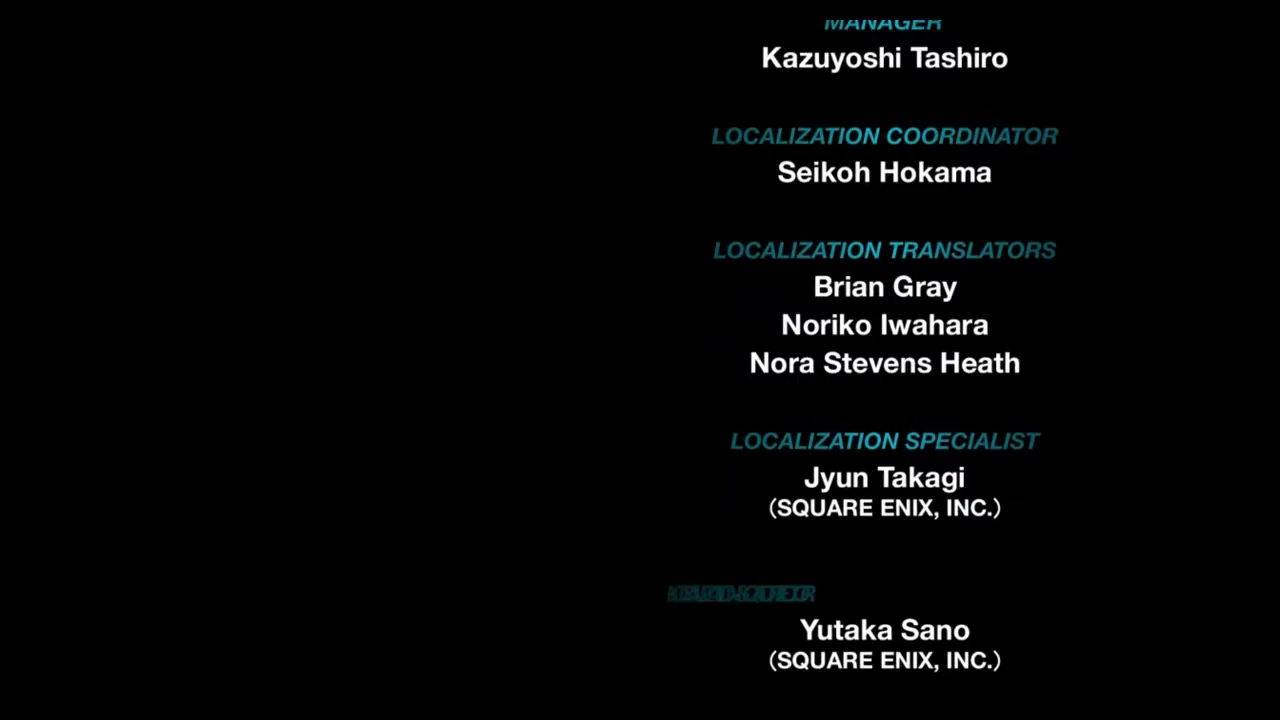 MANAGER
Kazuyoshi Tashiro
LOCALIZATION COORDINATOR
Seikoh Hokama
LOCALIZATION TRANSLATORS
Brian Gray
Noriko Iwahara
Nora Stevens Heath
LOCALIZATION SPECIALIST
Jyun Takagi
(SQUARE ENIX, INC.)
Yutaka Sano
(SQUARE ENIX, INC.)